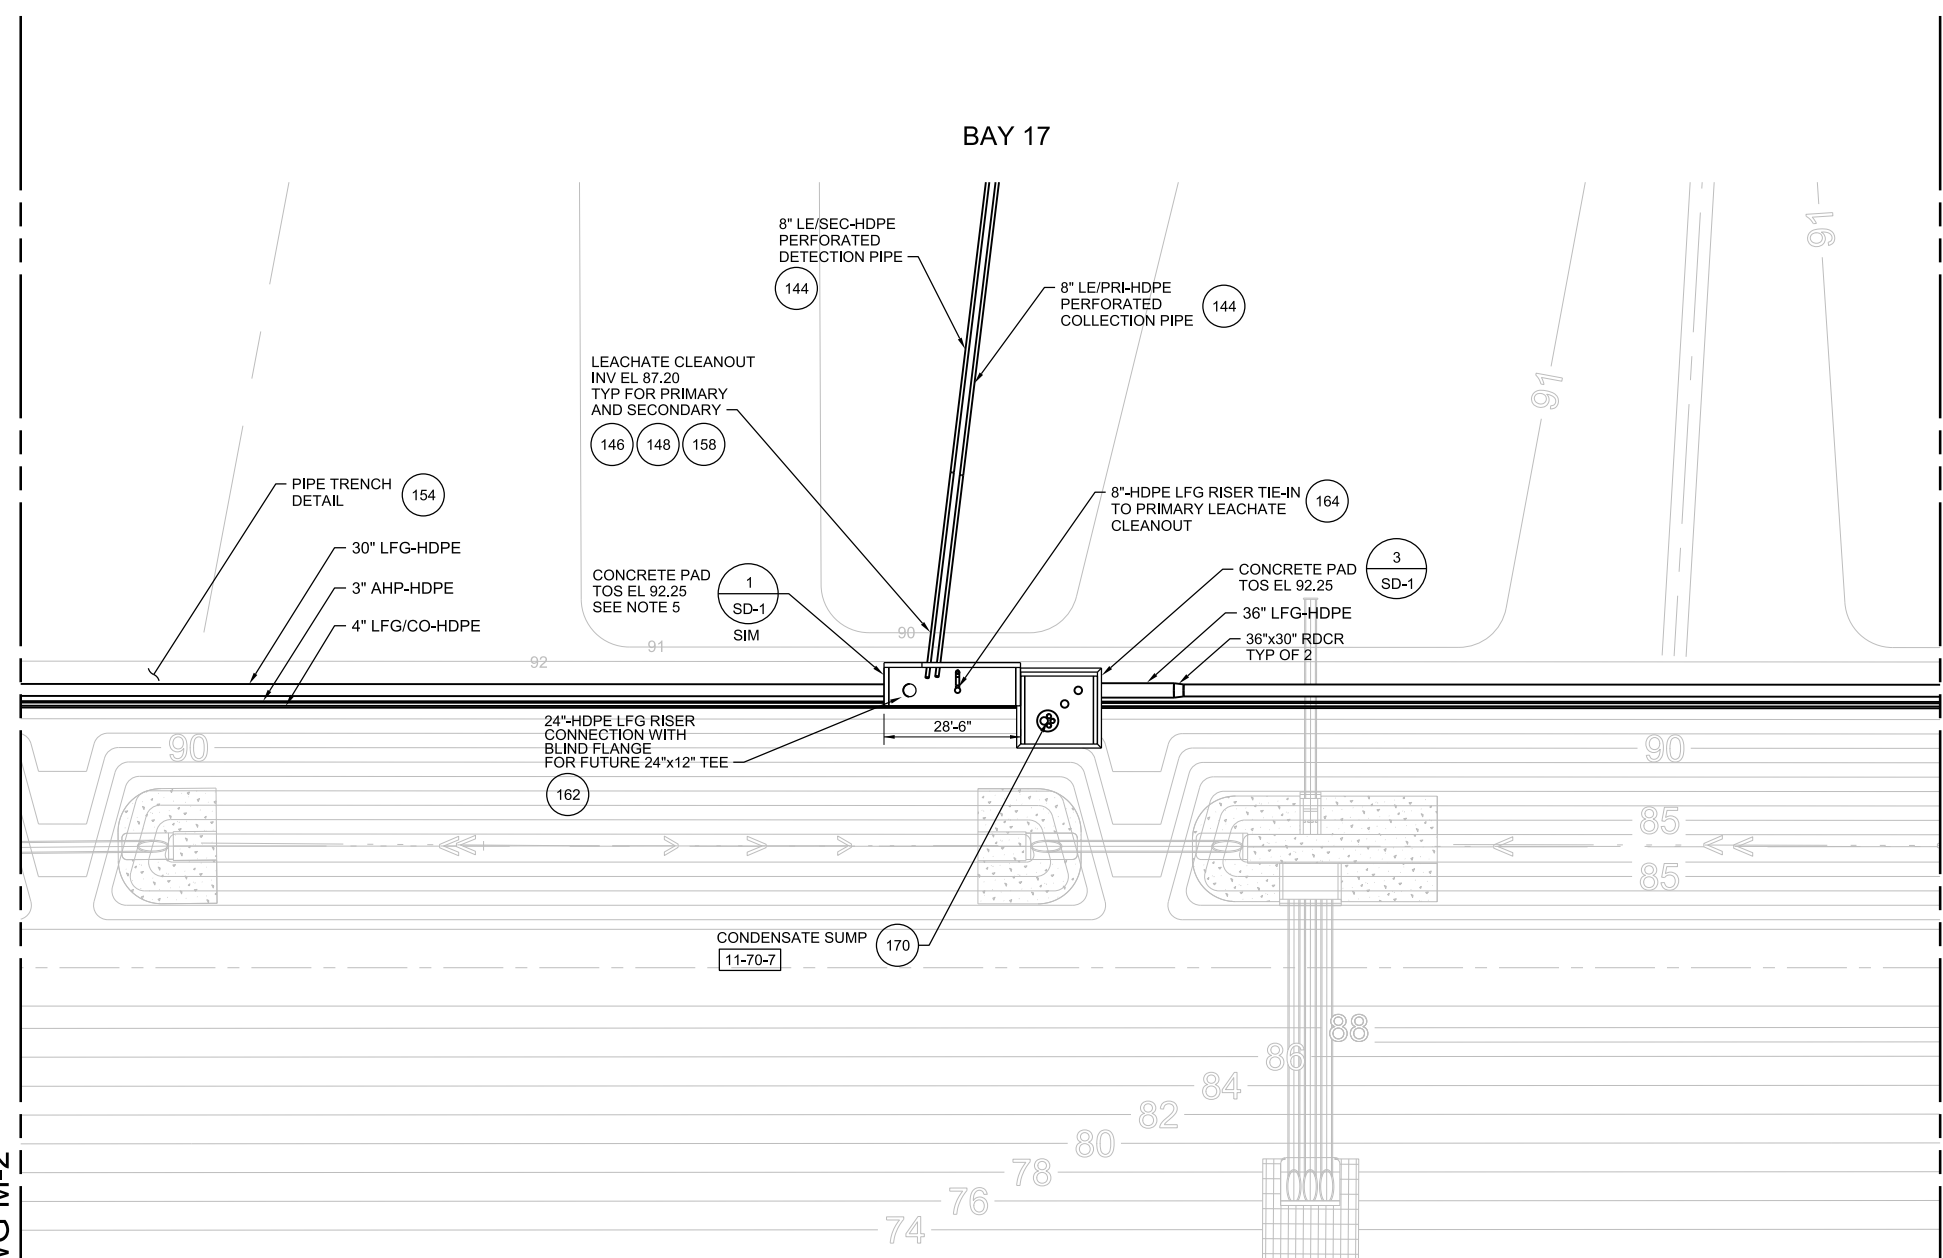 BAY 17
8" LE/SEC-HDPE
PERFORATED
DETECTION PIPE
144
8" LE/PRI-HDPE
PERFORATED
COLLECTION PIPE
144
91
91
LEACHATE CLEANOUT
INV EL 87.20
TYP FOR PRIMARY
AND SECONDARY
146
148
158
PIPE TRENCH
DETAIL
154
8"-HDPE LFG RISER TIE-IN
TO PRIMARY LEACHATE
CLEANOUT
164
30" LFG-HDPE
3" AHP-HDPE
4" LFG/CO-HDPE
CONCRETE PAD
TOS EL 92.25
SEE NOTE 5
1
SD-1
SIM
CONCRETE PAD
TOS EL 92.25
3
SD-1
36" LFG-HDPE
36"x30" RDCR
TYP OF 2
90
91
92
24"-HDPE LFG RISER
CONNECTION WITH
BLIND FLANGE
FOR FUTURE 24"x12" TEE
162
28'-6"
90
90
85
85
CONDENSATE SUMP
11-70-7
170
88
86
84
82
80
78
76
74
M-2